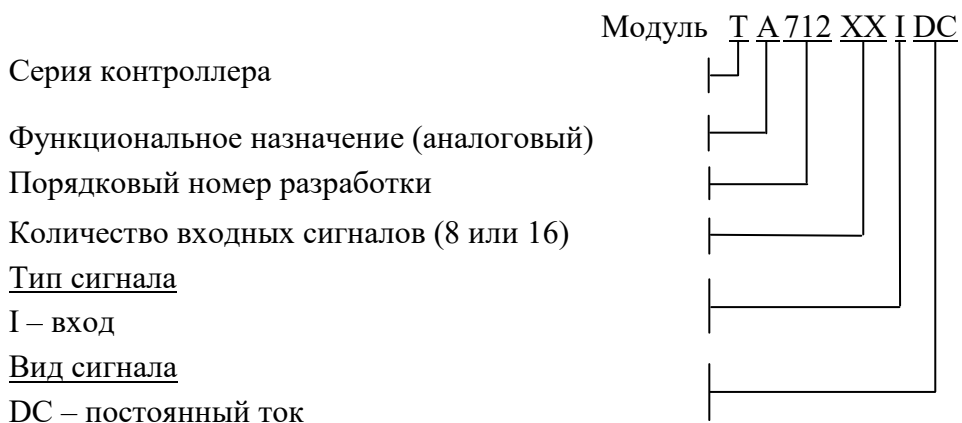 Модуль T A 712 XX I DC
Серия контроллера
Функциональное назначение (аналоговый)
Порядковый номер разработки
Количество входных сигналов (8 или 16)
Тип сигнала
I – вход
Вид сигнала
DC – постоянный ток